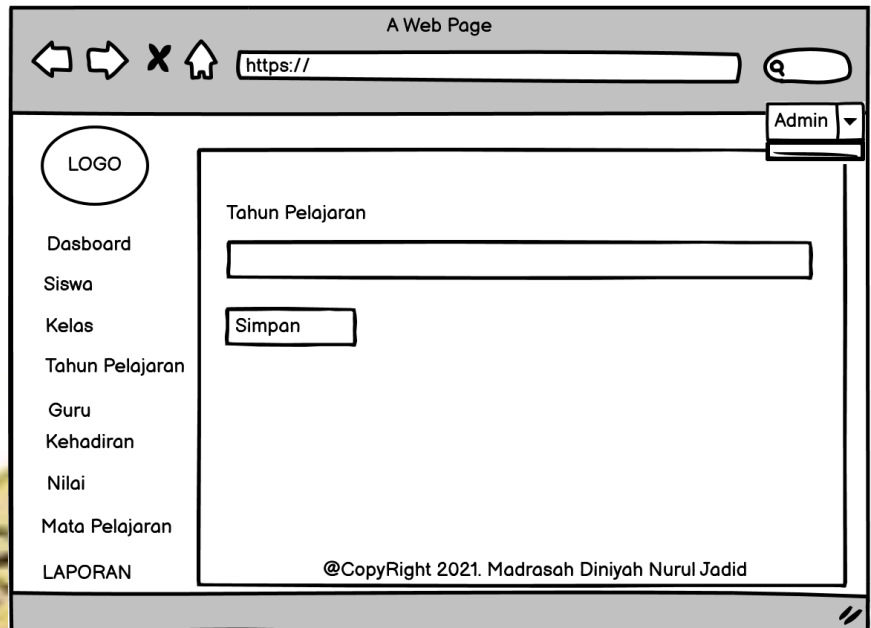 A Web Page
https://
Admin
LOGO
Tahun Pelajaran
Dasboard
Siswa
Kelas
Simpan
Tahun Pelajaran
Guru
Kehadiran
Nilai
Mata Pelajaran
LAPORAN
@CopyRight 2021. Madrasah Diniyah Nurul Jadid